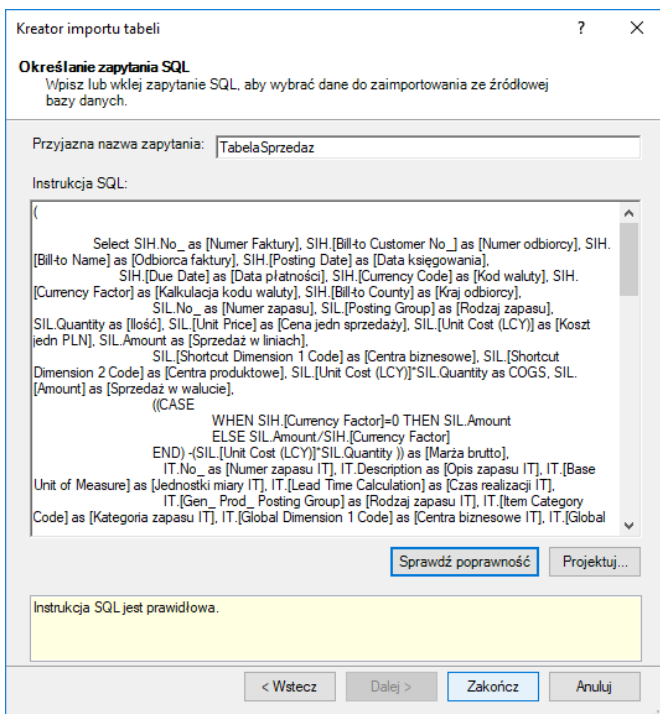 Kreator importu tabeli ? ×
Określanie zapytania SQL
Wpisz lub wklej zapytanie SQL, aby wybrać dane do zaimportowania ze źródłowej
bazy danych.
Przyjazna nazwa zapytania: TabelaSprzedaz
Instrukcja SQL:
(
Select SIH.No_ as [Numer Faktury], SIH.[Bill-to Customer No_] as [Numer odbiorcy], SIH.
[Bill-to Name] as [Odbiorca faktury], SIH.[Posting Date] as [Data księgowania],
SIH.[Due Date] as [Data płatności], SIH.[Currency Code] as [Kod waluty], SIH.
[Currency Factor] as [Kalkulacja kodu waluty], SIH.[Bill-to County] as [Kraj odbiorcy],
SIL.No_ as [Numer zapasu], SIL.[Posting Group] as [Rodzaj zapasu],
SIL.Quantity as [Ilość], SIL.[Unit Price] as [Cena jedn sprzedaży], SIL.[Unit Cost (LCY)] as [Koszt
jedn PLN], SIL.Amount as [Sprzedaż w liniach],
SIL.[Shortcut Dimension 1 Code] as [Centra biznesowe], SIL.[Shortcut
Dimension 2 Code] as [Centra produktowe], SIL.[Unit Cost (LCY)]*SIL.Quantity as COGS, SIL.
[Amount] as [Sprzedaż w walucie],
((CASE
WHEN SIH.[Currency Factor]=0 THEN SIL.Amount
ELSE SIL.Amount/SIH.[Currency Factor]
END) -(SIL.[Unit Cost (LCY)]*SIL.Quantity )) as [Marża brutto],
IT.No_ as [Numer zapasu IT], IT.Description as [Opis zapasu IT], IT.[Base
Unit of Measure] as [Jednostki miary IT], IT.[Lead Time Calculation] as [Czas realizacji IT],
IT.[Gen_ Prod_ Posting Group] as [Rodzaj zapasu IT], IT.[Item Category
Code] as [Kategoria zapasu IT], IT.[Global Dimension 1 Code] as [Centra biznesowe IT], IT.[Global
Sprawdź poprawność Projektuj...
Instrukcja SQL jest prawidłowa.
< Wstecz Dalej > Zakończ Anuluj